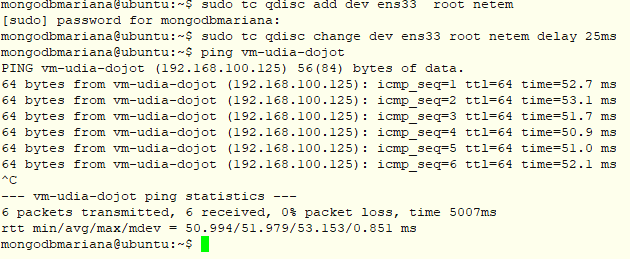 mongodbmariana@ubuntu:~$ sudo tc qdisc add dev ens33  root netem
[sudo] password for mongodbmariana:
mongodbmariana@ubuntu:~$ sudo tc qdisc change dev ens33 root netem delay 25ms
mongodbmariana@ubuntu:~$ ping vm-udia-dojot
PING vm-udia-dojot (192.168.100.125) 56(84) bytes of data.
64 bytes from vm-udia-dojot (192.168.100.125): icmp_seq=1 ttl=64 time=52.7 ms
64 bytes from vm-udia-dojot (192.168.100.125): icmp_seq=2 ttl=64 time=53.1 ms
64 bytes from vm-udia-dojot (192.168.100.125): icmp_seq=3 ttl=64 time=51.7 ms
64 bytes from vm-udia-dojot (192.168.100.125): icmp_seq=4 ttl=64 time=50.9 ms
64 bytes from vm-udia-dojot (192.168.100.125): icmp_seq=5 ttl=64 time=51.0 ms
64 bytes from vm-udia-dojot (192.168.100.125): icmp_seq=6 ttl=64 time=52.1 ms
^C
--- vm-udia-dojot ping statistics ---
6 packets transmitted, 6 received, 0% packet loss, time 5007ms
rtt min/avg/max/mdev = 50.994/51.979/53.153/0.851 ms
mongodbmariana@ubuntu:~$